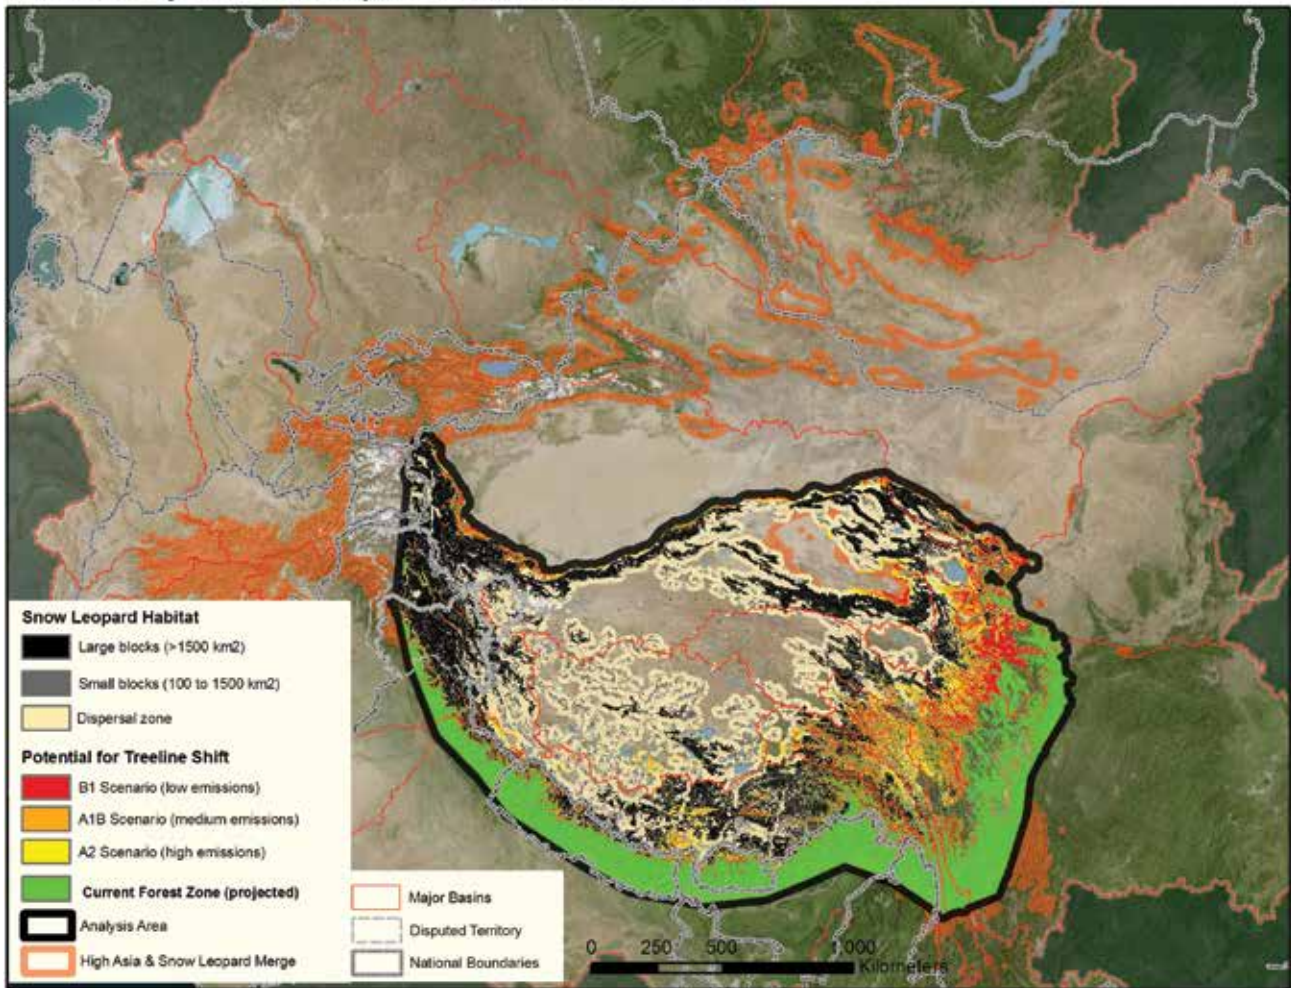 Snow Leopard Habitat
Large blocks (>1500 km2)
Small blocks (100 to 1500 km2)
Dispersal zone
Potential for Treeline Shift
B1 Scenario (low emissions)
A1B Scenario (medium emissions)
A2 Scenario (high emissions)
Current Forest Zone (projected)
Analysis Area
High Asia & Snow Leopard Merge
Major Basins
Disputed Territory
National Boundaries
0 250 500 1,000
Kilometers